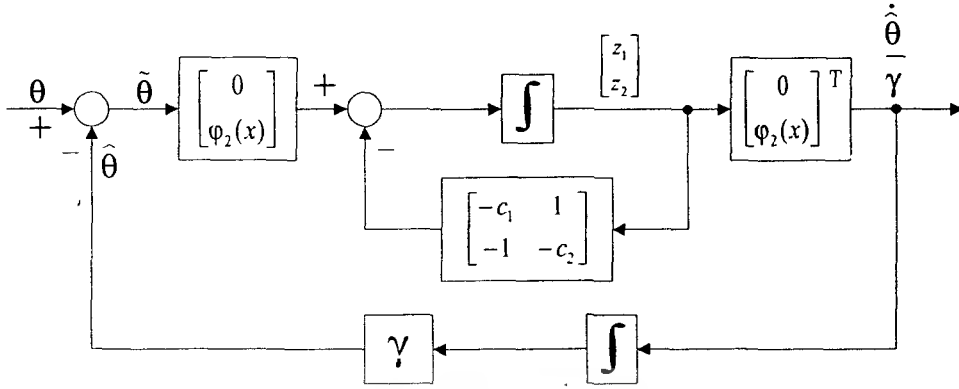 θ
+
−
θ̂
θ̃
[0
φ₂(x)]
+
−
∫
[z₁
z₂]
[0
φ₂(x)]ᵀ
θ̂̇
γ
[−c₁ 1
−1 −c₂]
γ
∫